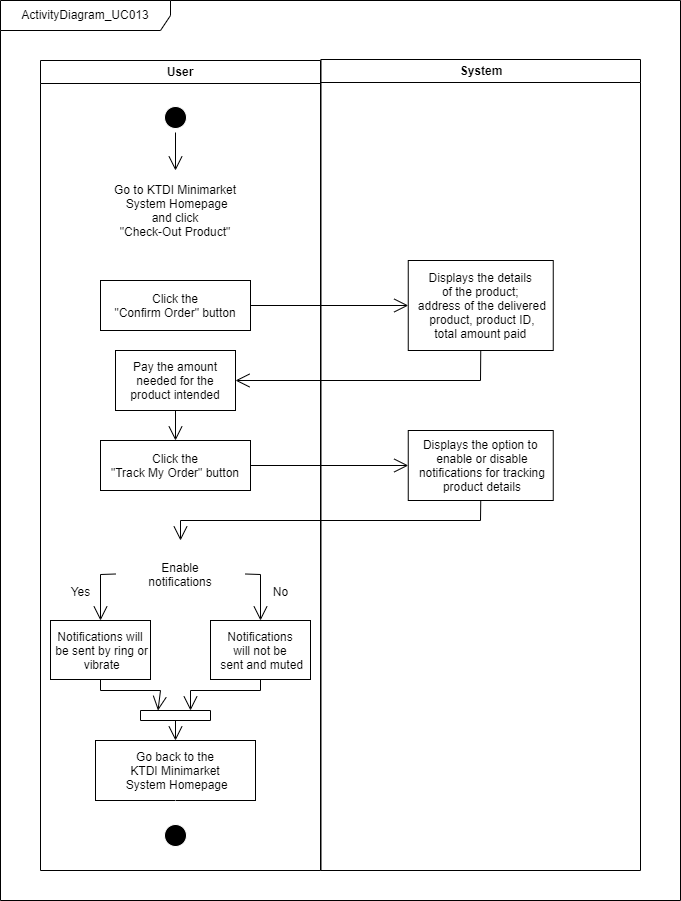 ActivityDiagram_UC013
User
System
Go to KTDI Minimarket
System Homepage
and click
"Check-Out Product"
Click the
"Confirm Order" button
Displays the details
of the product;
address of the delivered
product, product ID,
total amount paid
Pay the amount
needed for the
product intended
Click the
"Track My Order" button
Displays the option to
enable or disable
notifications for tracking
product details
Enable
notifications
Yes
No
Notifications will
be sent by ring or
vibrate
Notifications
will not be
sent and muted
Go back to the
KTDI Minimarket
System Homepage